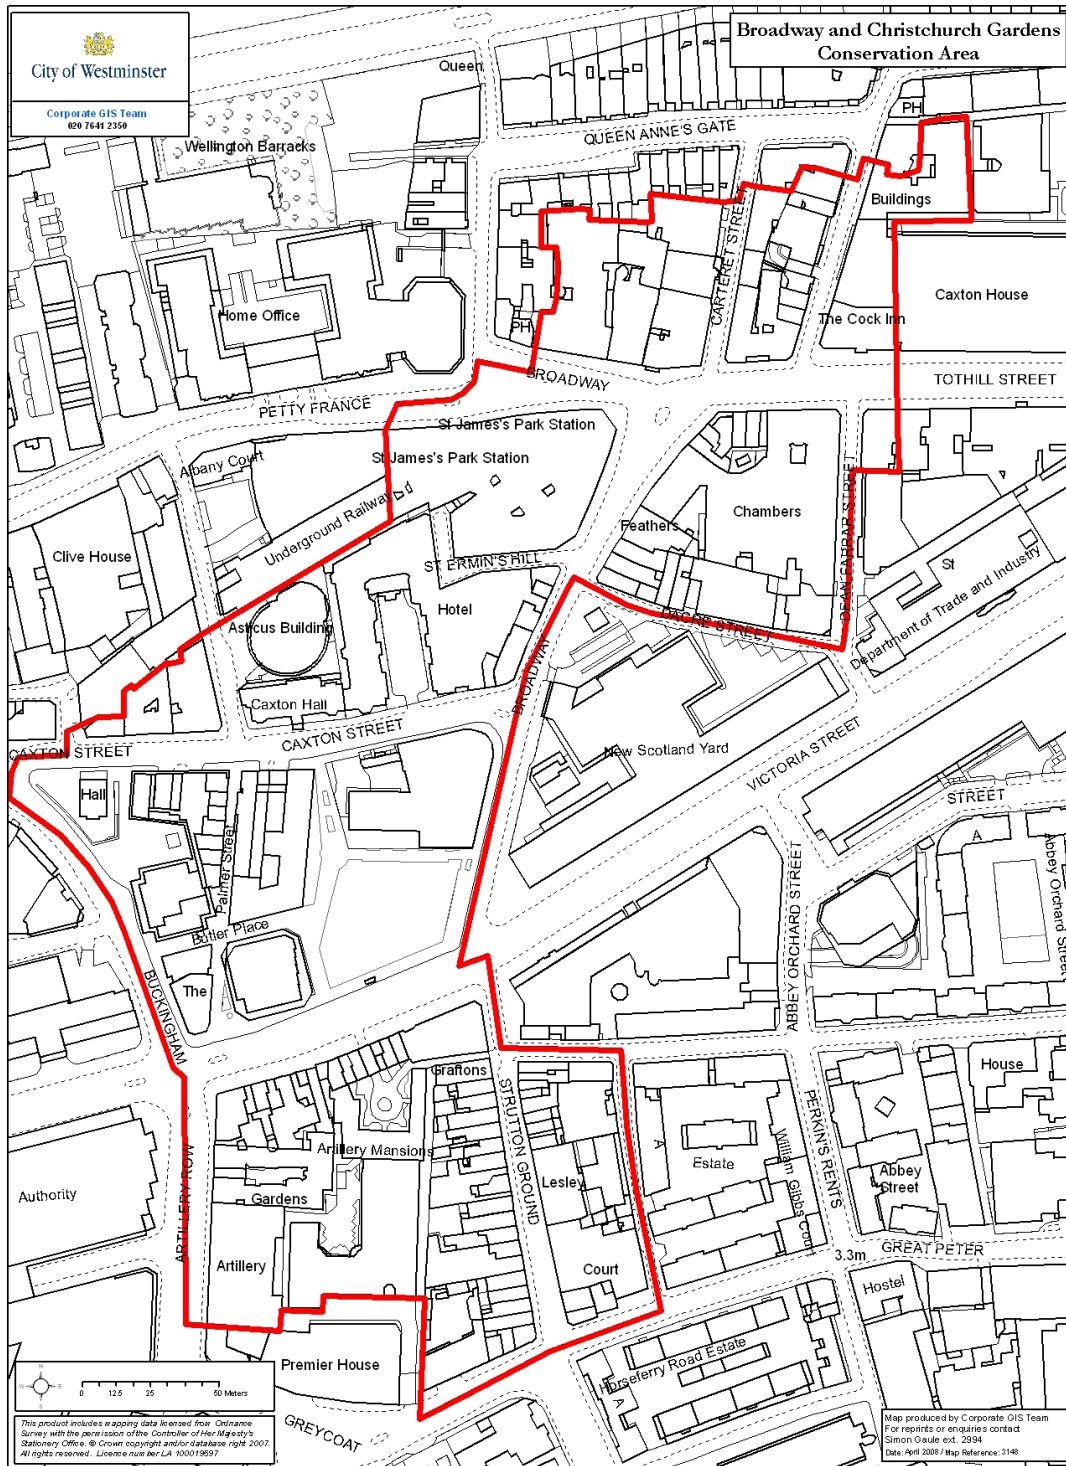 City of Westminster
Corporate GIS Team
020 7641 2350
Broadway and Christchurch Gardens
Conservation Area
Queen
PH
QUEEN ANNE'S GATE
Wellington Barracks
Buildings
CARTERET STREET
Caxton House
Home Office
The Cock Inn
PH
BROADWAY
TOTHILL STREET
PETTY FRANCE
St James's Park Station
St James's Park Station
Albany Court
Underground Railway
Chambers
Feathers
DEAN FARRAR STREET
Clive House
ST ERMIN'S HILL
St
Department of Trade and Industry
Hotel
Asticus Building
DACRE STREET
BROADWAY
Caxton Hall
CAXTON STREET
CAXTON STREET
New Scotland Yard
VICTORIA STREET
Hall
STREET
A
Abbey Orchard Street
Palmer Street
ABBEY ORCHARD STREET
Butler Place
The
BUCKINGHAM
Graftons
House
STRUTTON GROUND
PERKIN'S RENTS
A
Artillery Mansions
Estate
William Gibbs Court
ARTILLERY ROW
Lesley
Abbey
Street
Authority
Gardens
Artillery
Court
3.3m
GREAT PETER
Hostel
Premier House
Horseferry Road Estate
A
GREYCOAT
N
W
E
S
0 12.5 25 50 Meters
This product includes mapping data licensed from Ordnance
Survey with the permission of the Controller of Her Majesty's
Stationery Office. © Crown copyright and/or database right 2007.
All rights reserved. Licence number LA 100019597
Map produced by Corporate GIS Team
For reprints or enquiries contact
Simon Gaule ext. 2994
Date: April 2008 / Map Reference: 3148